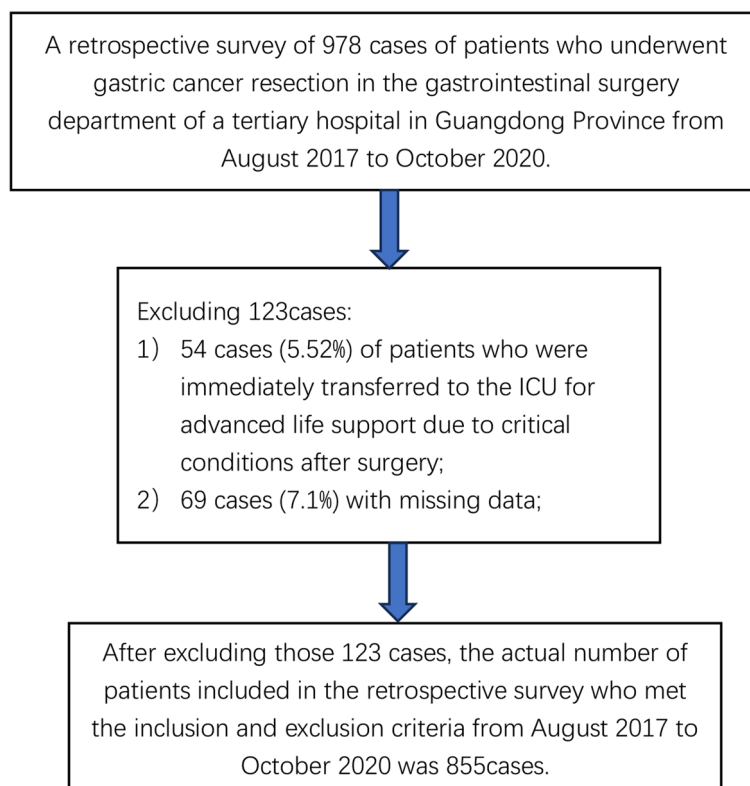 A retrospective survey of 978 cases of patients who underwent
gastric cancer resection in the gastrointestinal surgery
department of a tertiary hospital in Guangdong Province from
August 2017 to October 2020.
Excluding 123cases:
1) 54 cases (5.52%) of patients who were
immediately transferred to the ICU for
advanced life support due to critical
conditions after surgery;
2) 69 cases (7.1%) with missing data;
After excluding those 123 cases, the actual number of
patients included in the retrospective survey who met
the inclusion and exclusion criteria from August 2017 to
October 2020 was 855cases.